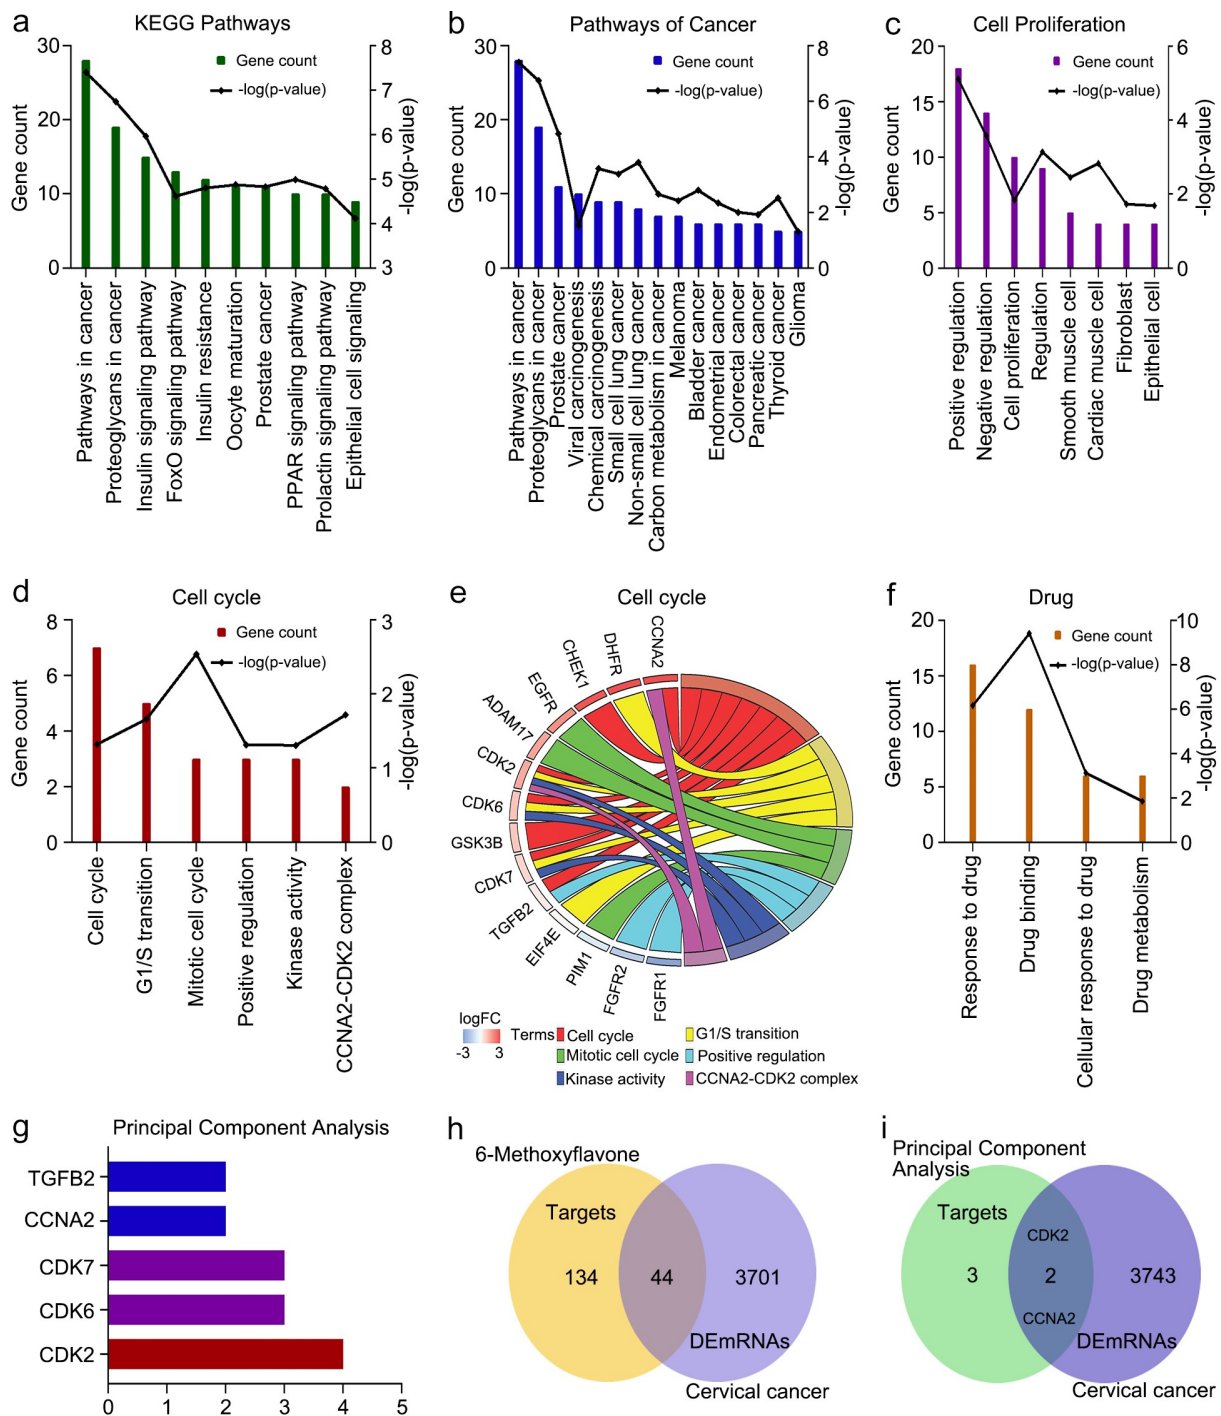 a
KEGG Pathways
Gene count
-log(p-value)
30
20
10
0
8
7
6
5
4
3
Gene count
-log(p-value)
Pathways in cancer
Proteoglycans in cancer
Insulin signaling pathway
FoxO signaling pathway
Insulin resistance
Oocyte maturation
Prostate cancer
PPAR signaling pathway
Prolactin signaling pathway
Epithelial cell signaling
b
Pathways of Cancer
Gene count
-log(p-value)
30
20
10
0
8
6
4
2
0
Gene count
-log(p-value)
Pathways in cancer
Proteoglycans in cancer
Prostate cancer
Viral carcinogenesis
Chemical carcinogenesis
Small cell lung cancer
Non-small cell lung cancer
Carbon metabolism in cancer
Melanoma
Bladder cancer
Endometrial cancer
Colorectal cancer
Pancreatic cancer
Thyroid cancer
Glioma
c
Cell Proliferation
Gene count
-log(p-value)
20
15
10
5
0
6
4
2
0
Gene count
-log(p-value)
Positive regulation
Negative regulation
Cell proliferation
Regulation
Smooth muscle cell
Cardiac muscle cell
Fibroblast
Epithelial cell
d
Cell cycle
Gene count
-log(p-value)
8
6
4
2
0
3
2
1
0
Gene count
-log(p-value)
Cell cycle
G1/S transition
Mitotic cell cycle
Positive regulation
Kinase activity
CCNA2-CDK2 complex
e
Cell cycle
CCNA2
DHFR
CHEK1
EGFR
ADAM17
CDK2
CDK6
GSK3B
CDK7
TGFB2
EIF4E
PIM1
FGFR2
FGFR1
logFC
-3 3
Terms
Cell cycle
G1/S transition
Mitotic cell cycle
Positive regulation
Kinase activity
CCNA2-CDK2 complex
f
Drug
Gene count
-log(p-value)
20
15
10
5
0
10
8
6
4
2
0
Gene count
-log(p-value)
Response to drug
Drug binding
Cellular response to drug
Drug metabolism
g
Principal Component Analysis
TGFB2
CCNA2
CDK7
CDK6
CDK2
0 1 2 3 4 5
h
6-Methoxyflavone
Targets
134 44 3701
DEmRNAs
Cervical cancer
i
Principal Component
Analysis
Targets
CDK2
3 2 3743
CCNA2
DEmRNAs
Cervical cancer